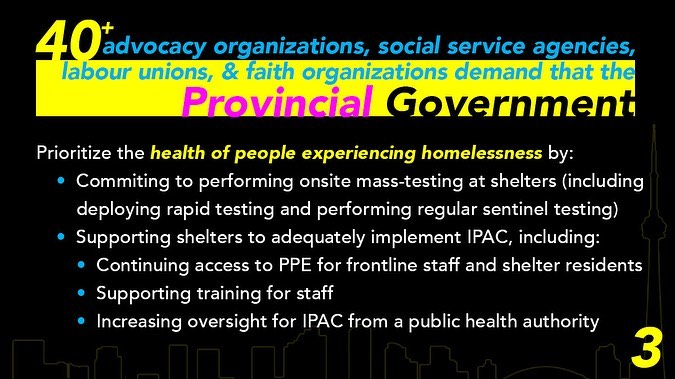 40+ advocacy organizations, social service agencies,
labour unions, & faith organizations demand that the
Provincial Government
Prioritize the health of people experiencing homelessness by:
• Commiting to performing onsite mass-testing at shelters (including
deploying rapid testing and performing regular sentinel testing)
• Supporting shelters to adequately implement IPAC, including:
• Continuing access to PPE for frontline staff and shelter residents
• Supporting training for staff
• Increasing oversight for IPAC from a public health authority
3